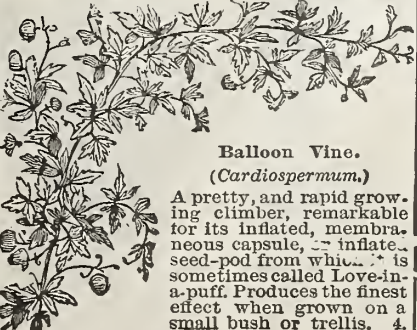 Balloon Vine.
(Cardiospermum.)
A pretty, and rapid grow-
ing climber, remarkable
for its inflated, membra-
neous capsule, inflate
seed-pod from is
sometimes called Love-in-
a-puff. Produces the finest
effect when grown on a
small bush or trellis. 4.